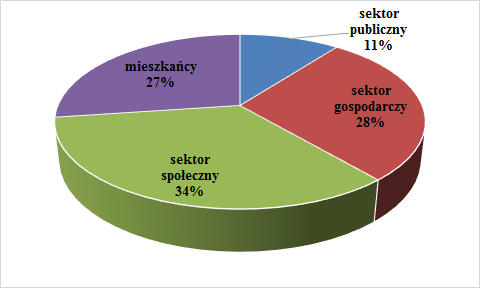 sektor
publiczny
11%
mieszkańcy
27%
sektor
gospodarczy
28%
sektor
społeczny
34%